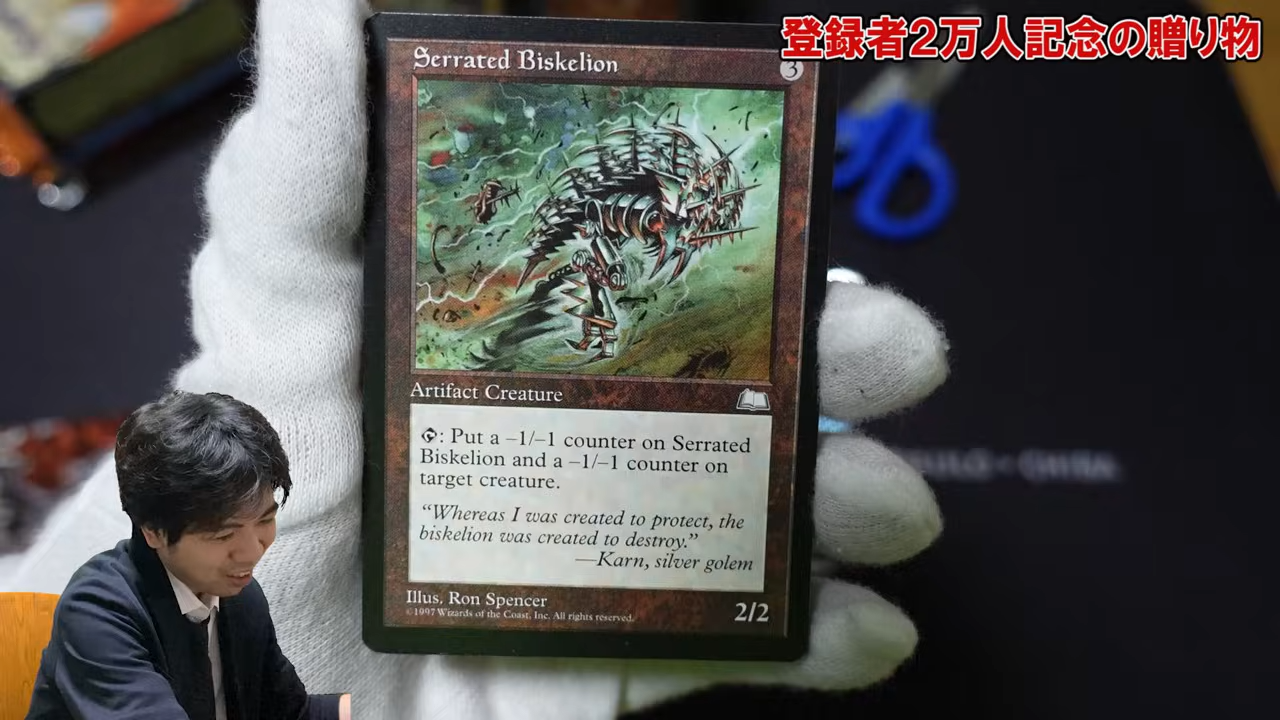 登録者2万人記念の贈り物
Serrated Biskelion
3
Artifact Creature
: Put a –1/–1 counter on Serrated
Biskelion and a –1/–1 counter on
target creature.
“Whereas I was created to protect, the
biskelion was created to destroy.”
—Karn, silver golem
Illus. Ron Spencer
©1997 Wizards of the Coast, Inc. All rights reserved.
2/2